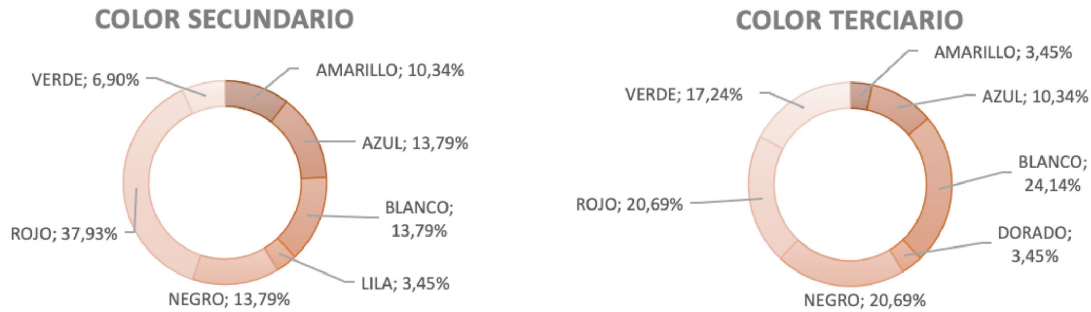 COLOR SECUNDARIO
VERDE; 6,90%
AMARILLO; 10,34%
AZUL; 13,79%
BLANCO;
13,79%
ROJO; 37,93%
LILA; 3,45%
NEGRO; 13,79%
COLOR TERCIARIO
AMARILLO; 3,45%
VERDE; 17,24%
AZUL; 10,34%
BLANCO;
24,14%
ROJO; 20,69%
DORADO;
3,45%
NEGRO; 20,69%